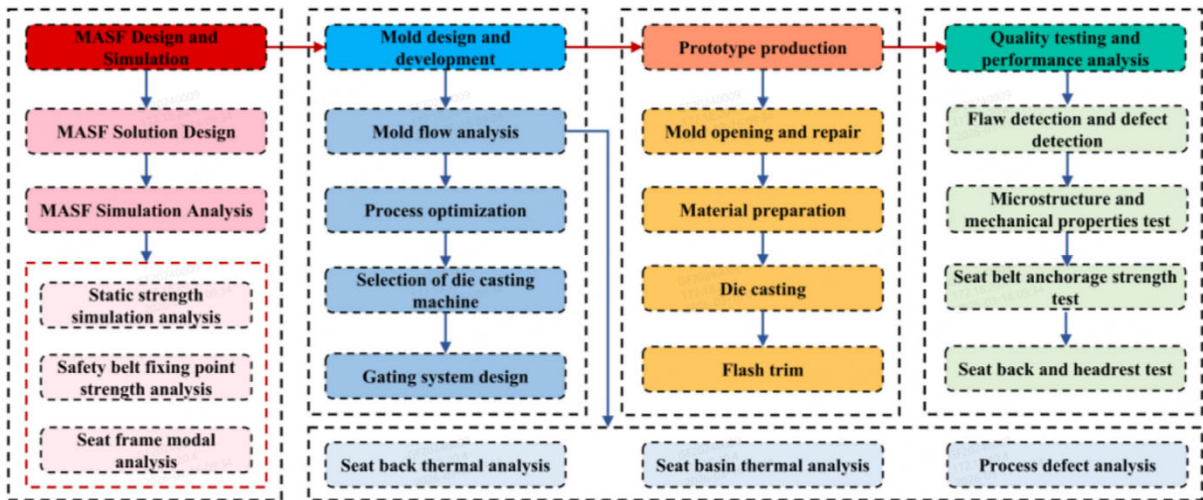 MASF Design and
Simulation
MASF Solution Design
MASF Simulation Analysis
Static strength
simulation analysis
Safety belt fixing point
strength analysis
Seat frame modal
analysis
Mold design and
development
Mold flow analysis
Process optimization
Selection of die casting
machine
Gating system design
Prototype production
Mold opening and repair
Material preparation
Die casting
Flash trim
Quality testing and
performance analysis
Flaw detection and defect
detection
Microstructure and
mechanical properties test
Seat belt anchorage strength
test
Seat back and headrest test
Seat back thermal analysis
Seat basin thermal analysis
Process defect analysis